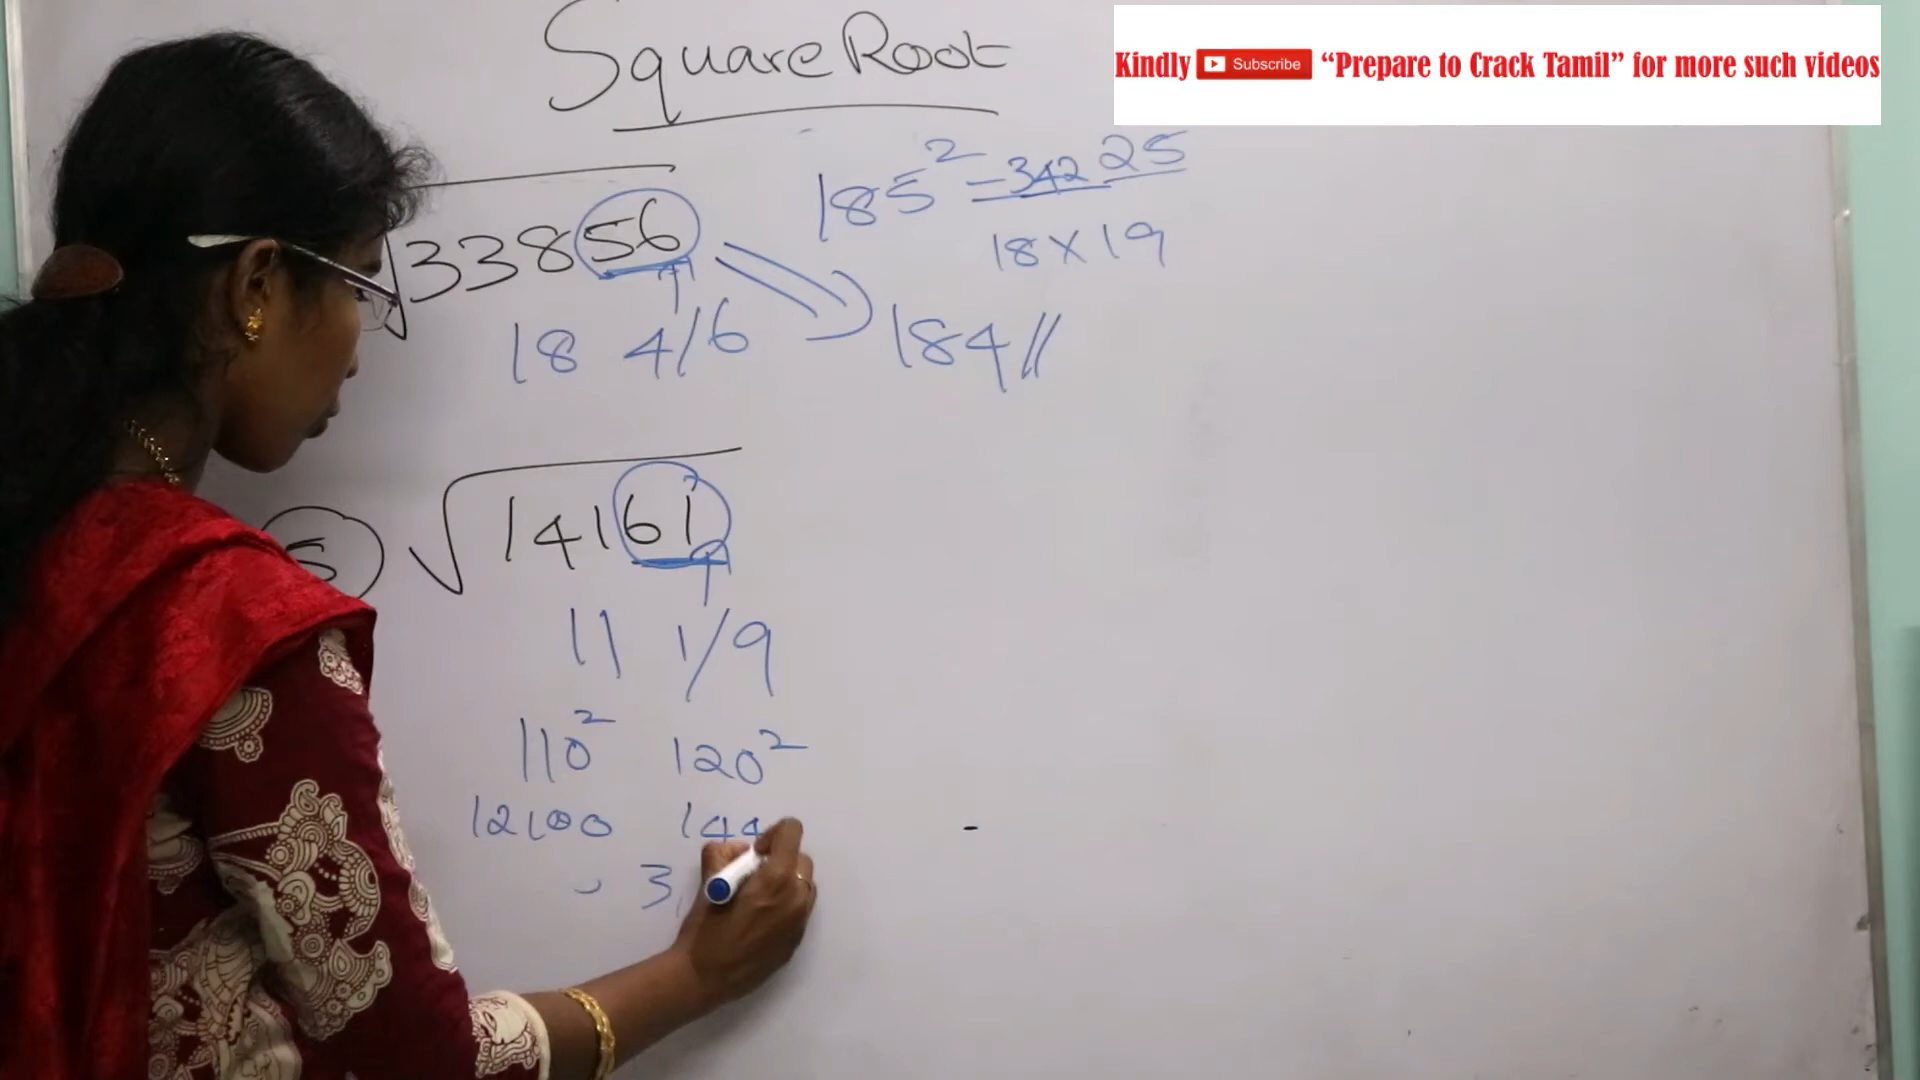 Square Root
Kindly Subscribe “Prepare to Crack Tamil” for more such videos
√33856
185² = 34225
18 × 19
18 4/6
184//
5 √14161
11 1/9
110² 120²
12100 144
3